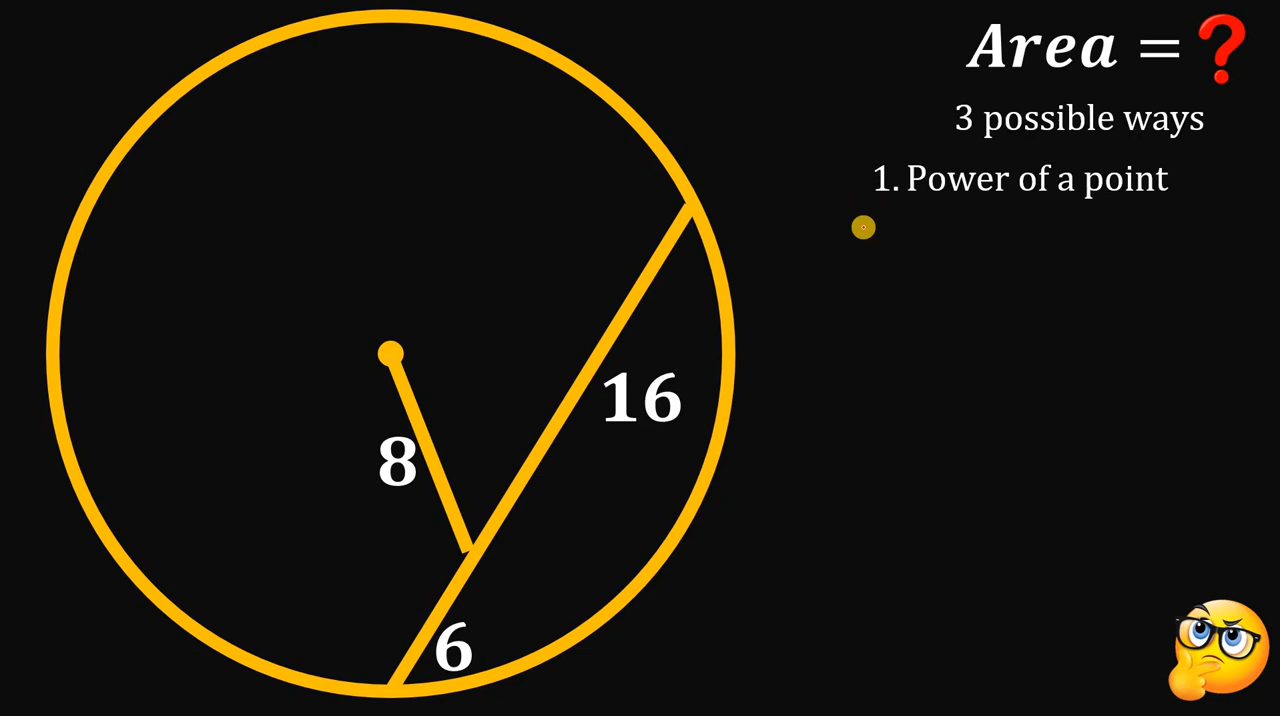 Area = ❓
3 possible ways
1. Power of a point
16
8
6